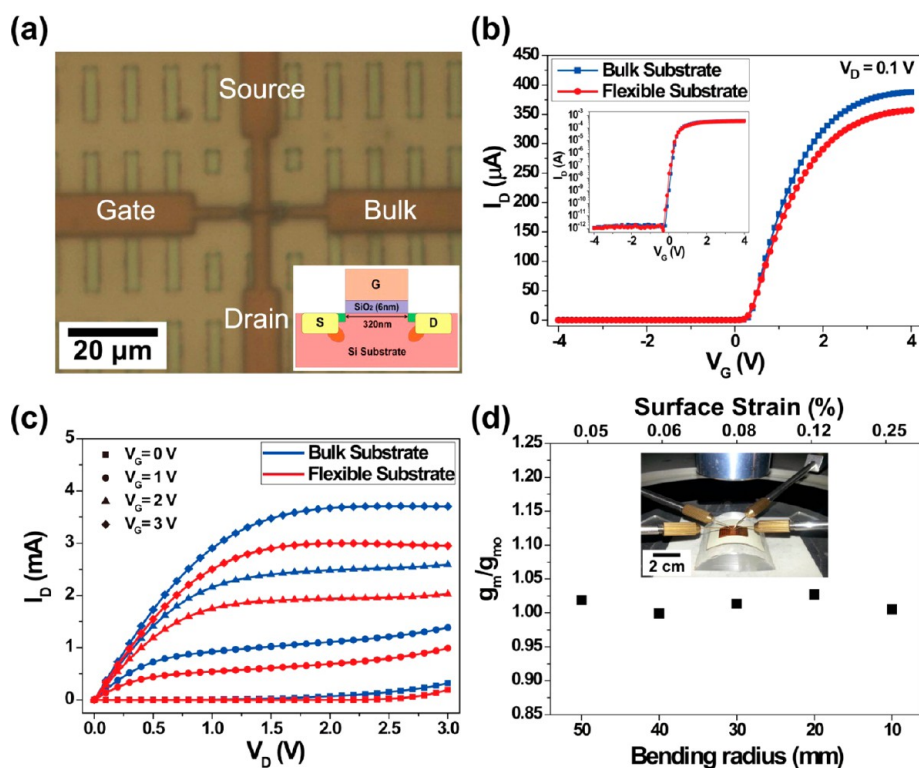 (a)
Source
Gate
Bulk
Drain
20 μm
G
SiO₂ (6nm)
S
D
320nm
Si Substrate
(b)
Bulk Substrate
Flexible Substrate
V_D = 0.1 V
450
400
350
300
250
200
150
100
50
0
I_D (μA)
-4
-2
0
2
4
V_G (V)
10⁻³
10⁻⁴
10⁻⁵
10⁻⁶
10⁻⁷
10⁻⁸
10⁻⁹
10⁻¹⁰
10⁻¹¹
10⁻¹²
I_D (A)
-4
-2
0
2
4
V_G (V)
(c)
V_G = 0 V
V_G = 1 V
V_G = 2 V
V_G = 3 V
Bulk Substrate
Flexible Substrate
5
4
3
2
1
0
I_D (mA)
0.0
0.5
1.0
1.5
2.0
2.5
3.0
V_D (V)
(d)
Surface Strain (%)
0.05
0.06
0.08
0.12
0.25
1.25
1.20
1.15
1.10
1.05
1.00
0.95
0.90
0.85
g_m/g_mo
2 cm
50
40
30
20
10
Bending radius (mm)